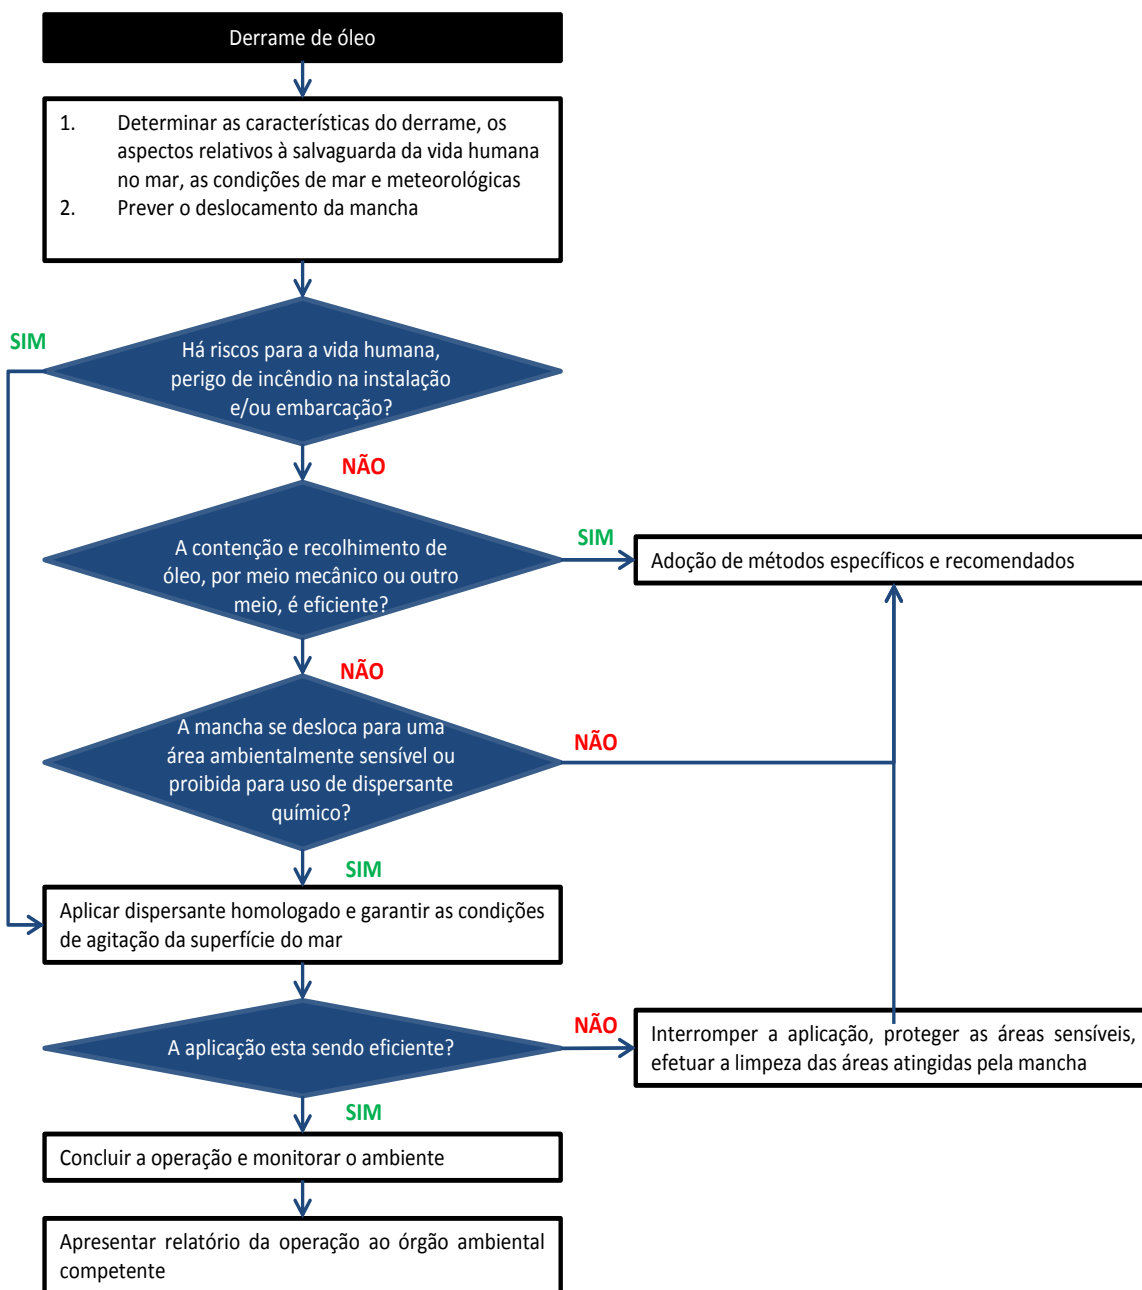 Derrame de óleo
1. Determinar as características do derrame, os
aspectos relativos à salvaguarda da vida humana
no mar, as condições de mar e meteorológicas
2. Prever o deslocamento da mancha
SIM
Há riscos para a vida humana,
perigo de incêndio na instalação
e/ou embarcação?
NÃO
A contenção e recolhimento de
óleo, por meio mecânico ou outro
meio, é eficiente?
SIM
Adoção de métodos específicos e recomendados
NÃO
A mancha se desloca para uma
área ambientalmente sensível ou
proibida para uso de dispersante
químico?
NÃO
SIM
Aplicar dispersante homologado e garantir as condições
de agitação da superfície do mar
A aplicação esta sendo eficiente?
NÃO
Interromper a aplicação, proteger as áreas sensíveis,
efetuar a limpeza das áreas atingidas pela mancha
SIM
Concluir a operação e monitorar o ambiente
Apresentar relatório da operação ao órgão ambiental
competente